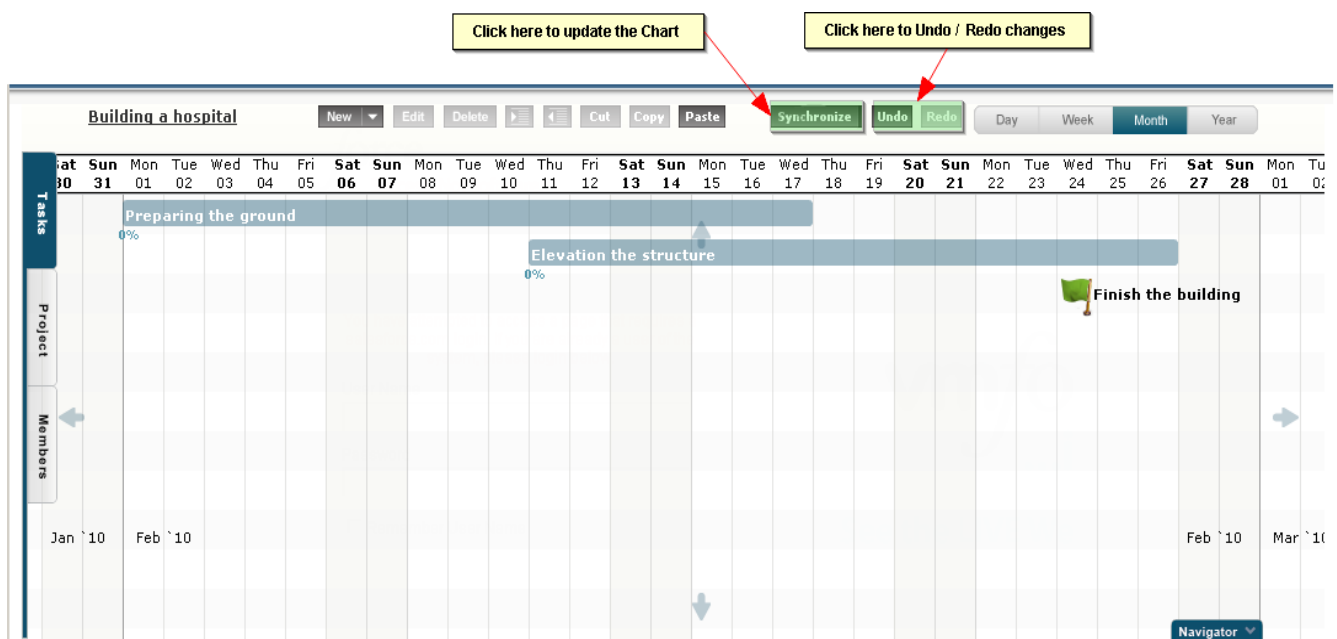 Click here to update the Chart
Click here to Undo / Redo changes
Building a hospital
New Edit Delete Cut Copy Paste Synchronize Undo Redo Day Week Month Year
Sat Sun Mon Tue Wed Thu Fri Sat Sun Mon Tue Wed Thu Fri Sat Sun Mon Tue Wed Thu Fri Sat Sun Mon Tue Wed Thu Fri Sat Sun Mon Tu
30 31 01 02 03 04 05 06 07 08 09 10 11 12 13 14 15 16 17 18 19 20 21 22 23 24 25 26 27 28 01 02
Tasks
Preparing the ground
0%
Elevation the structure
0%
Finish the building
Project
Members
Jan `10 Feb `10 Feb `10 Mar `10
Navigator